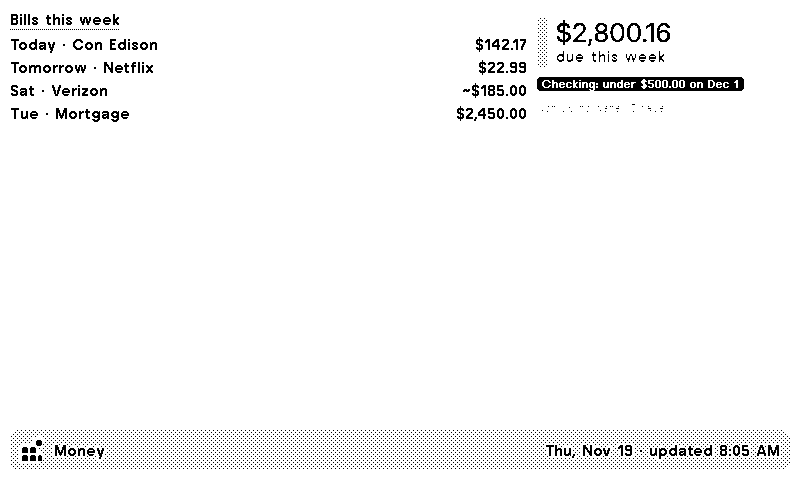 Bills this week
Today · Con Edison $142.17
Tomorrow · Netflix $22.99
Sat · Verizon ~$185.00
Tue · Mortgage $2,450.00
$2,800.16
due this week
Checking: under $500.00 on Dec 1
Money
Thu, Nov 19 · updated 8:05 AM